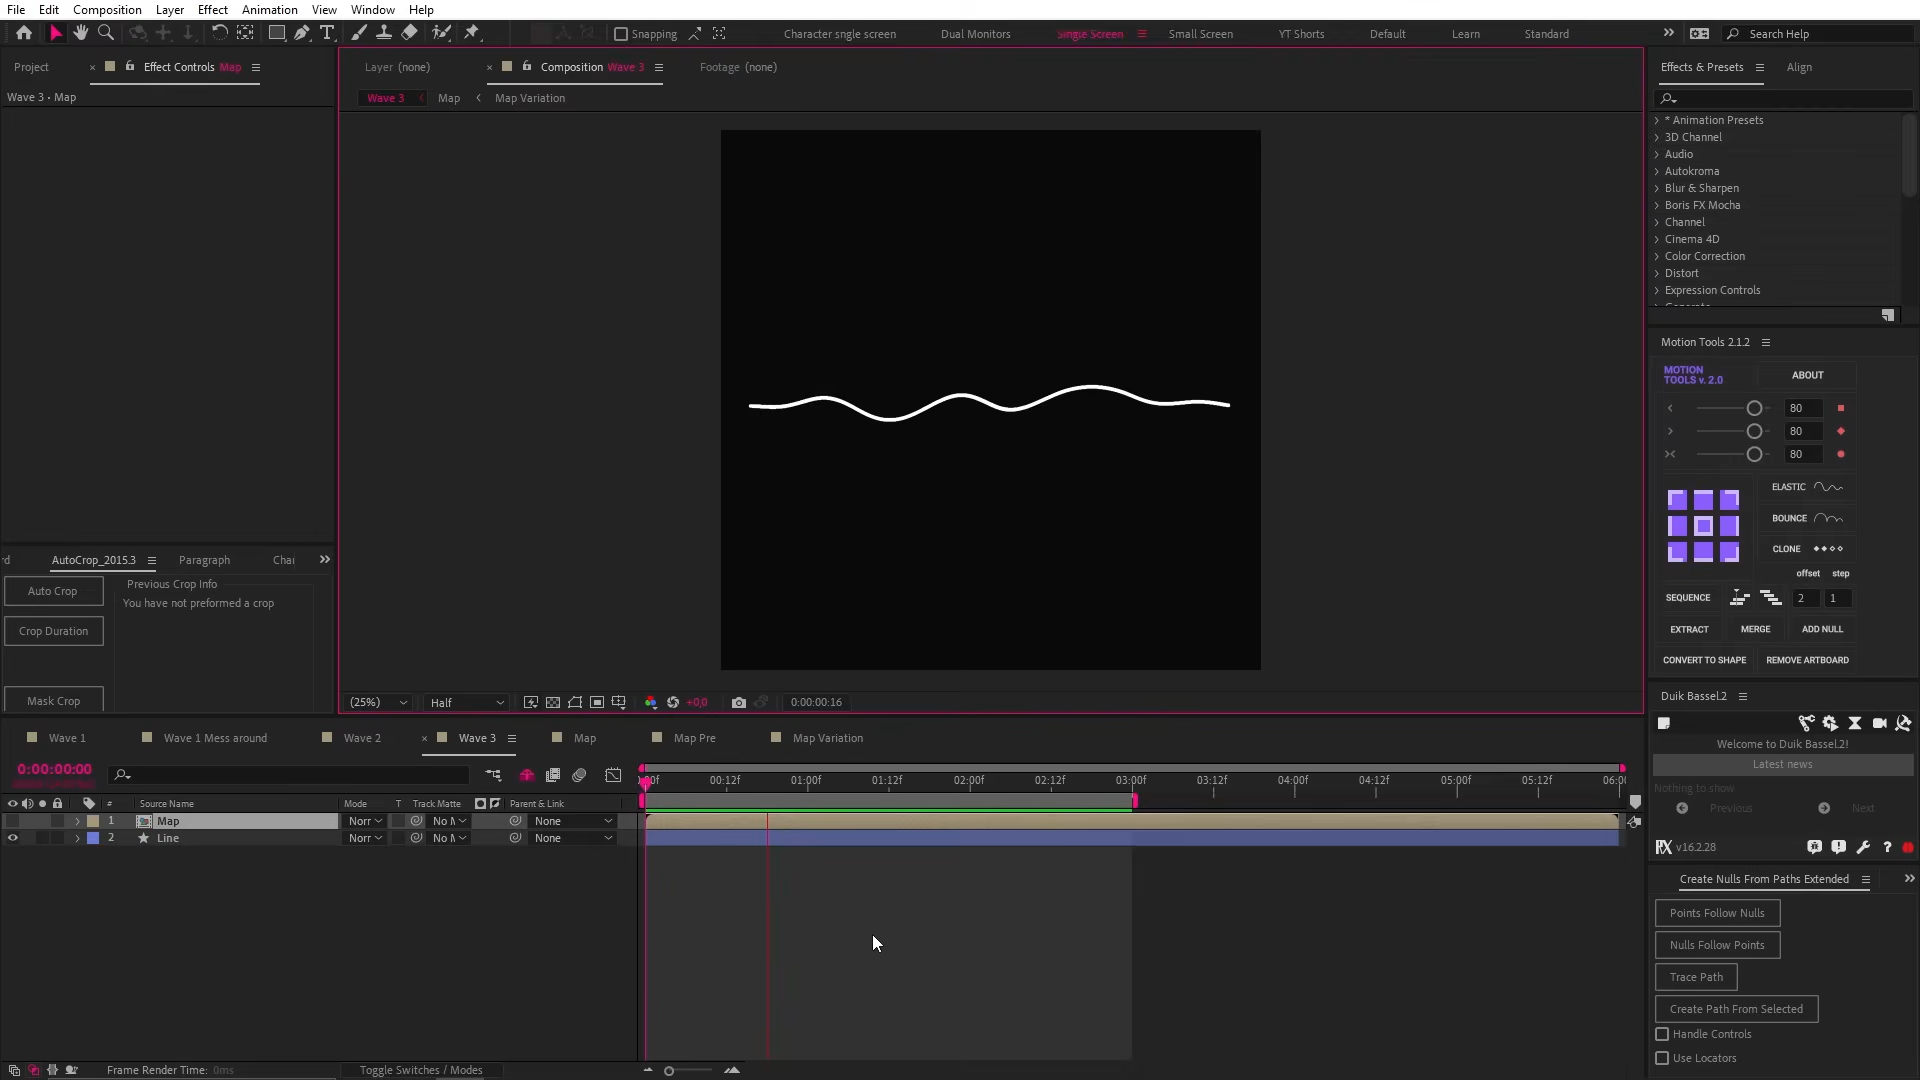 File Edit Composition Layer Effect Animation View Window Help
Snapping
Character sngle screen Dual Monitors Single Screen Small Screen YT Shorts Default Learn Standard
Search Help
Project Effect Controls Map
Wave 3 • Map
Layer (none) Composition Wave 3 Footage (none)
Wave 3 Map Map Variation
Effects & Presets Align
* Animation Presets
3D Channel
Audio
Autokroma
Blur & Sharpen
Boris FX Mocha
Channel
Cinema 4D
Color Correction
Distort
Expression Controls
Motion Tools 2.1.2
MOTION
TOOLS v. 2.0
ABOUT
80
80
80
ELASTIC
BOUNCE
CLONE
offset step
SEQUENCE 2 1
EXTRACT MERGE ADD NULL
CONVERT TO SHAPE REMOVE ARTBOARD
AutoCrop_2015.3 Paragraph
Auto Crop
Previous Crop Info
You have not preformed a crop
Crop Duration
Mask Crop
(25%) Half +0,0 0:00:00:16
Duik Bassel.2
Welcome to Duik Bassel.2!
Latest news
Nothing to show
Previous Next
v16.2.28 ?
Wave 1 Wave 1 Mess around Wave 2 Wave 3 Map Map Pre Map Variation
0:00:00:00
00:12f 01:00f 01:12f 02:00f 02:12f 03:00f 03:12f 04:00f 04:12f 05:00f 05:12f
# Source Name Mode T Track Matte Parent & Link
1 Map Norr None
2 Line Norr None
Create Nulls From Paths Extended
Points Follow Nulls
Nulls Follow Points
Trace Path
Create Path From Selected
Handle Controls
Use Locators
Frame Render Time: 0ms Toggle Switches / Modes